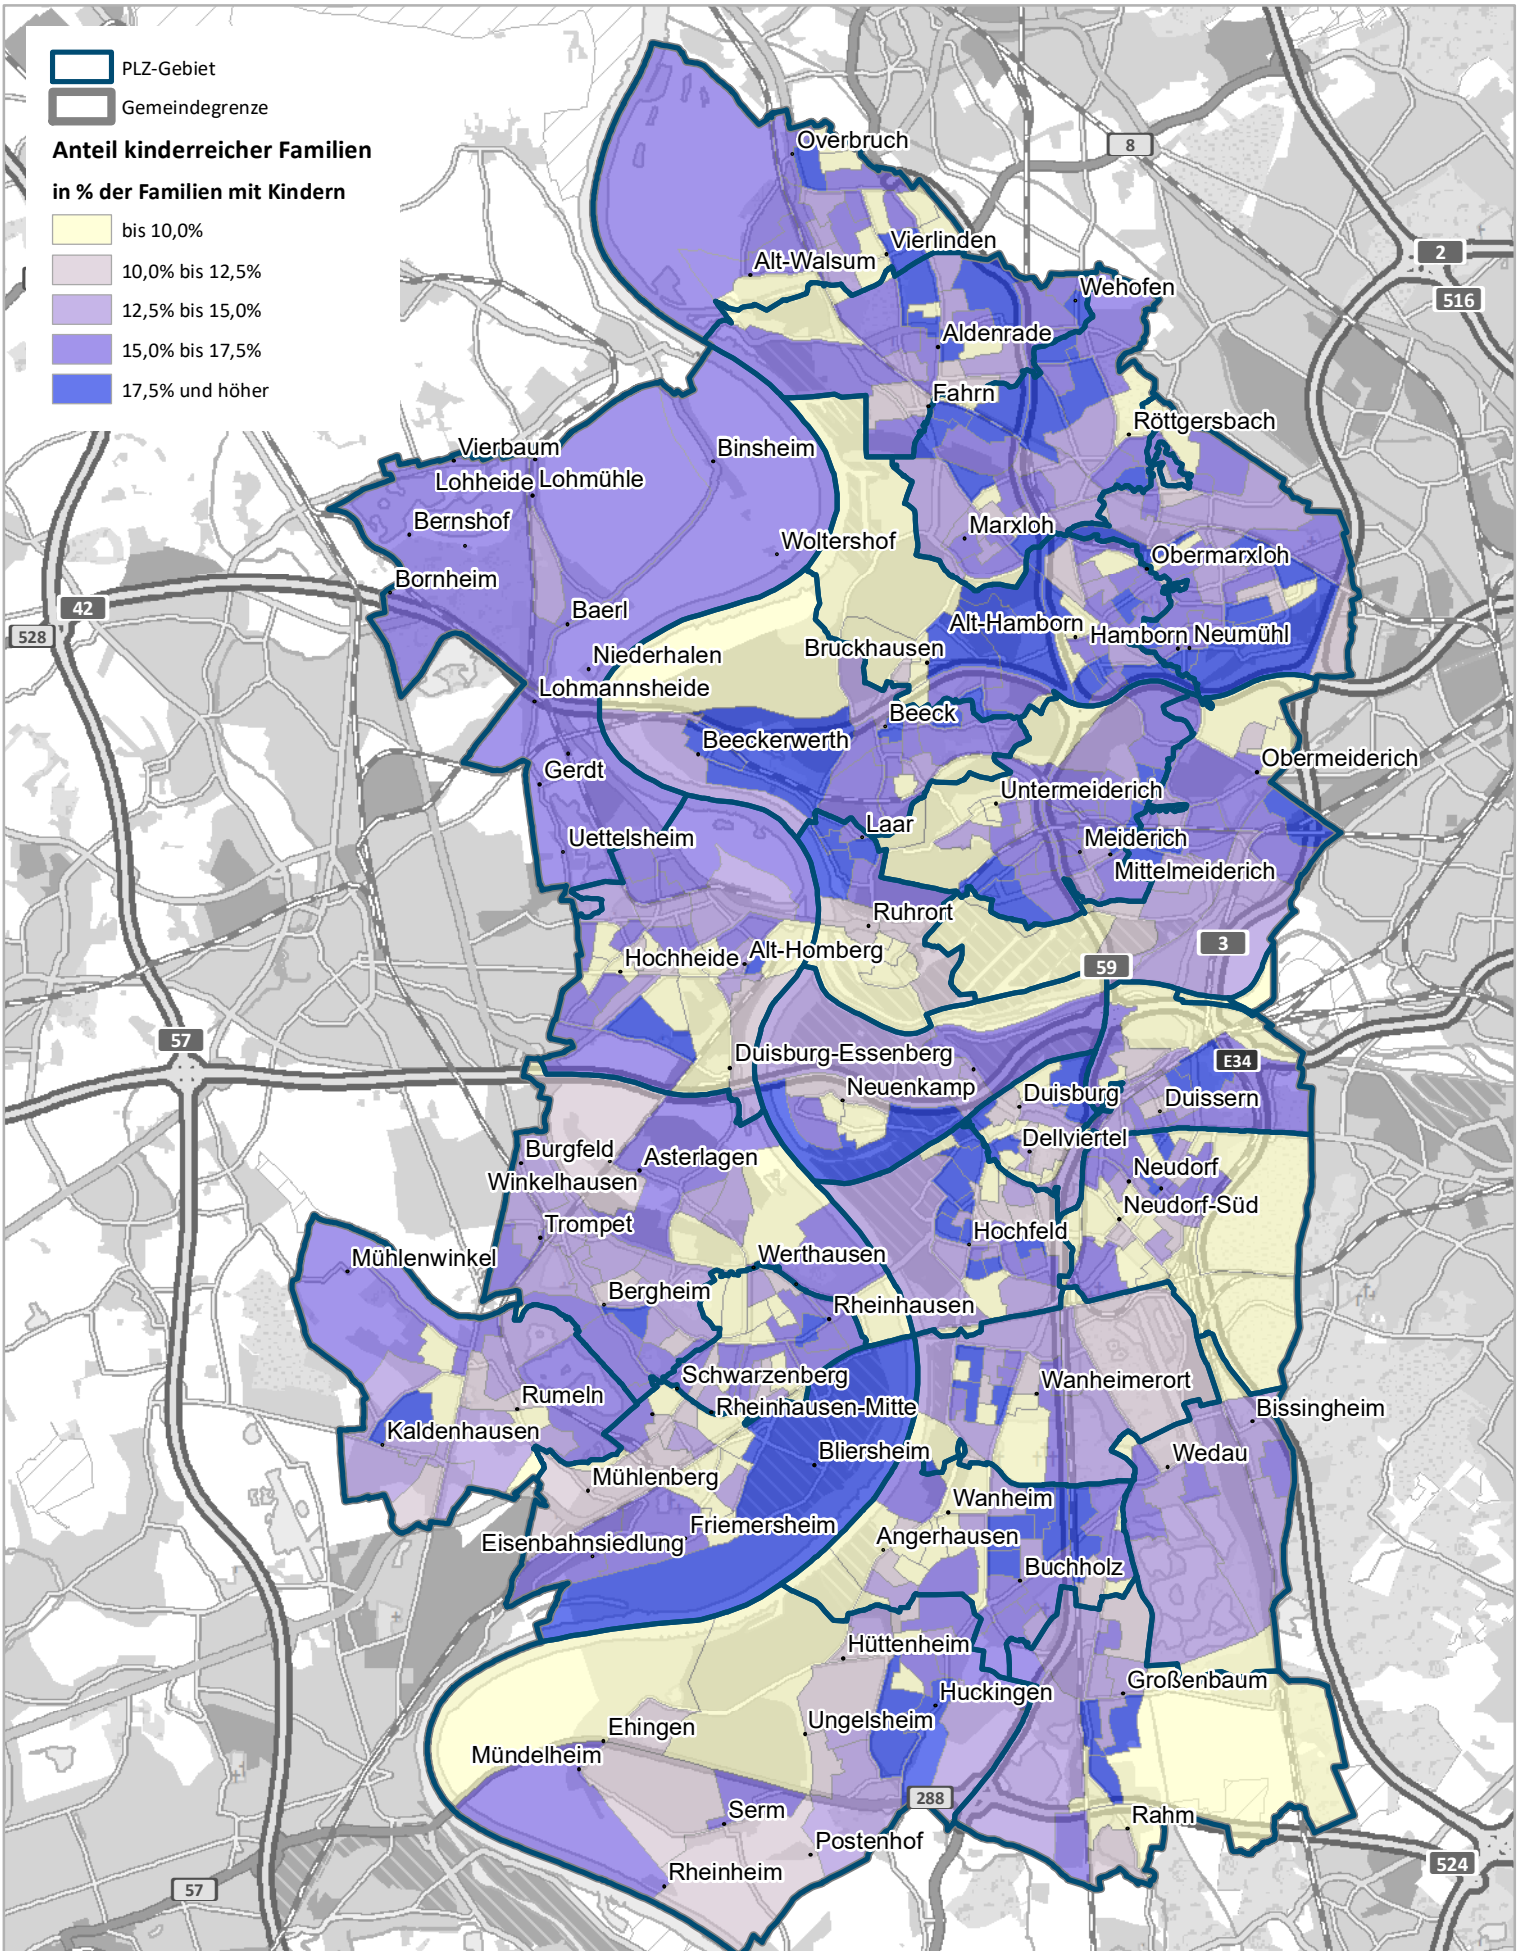 PLZ-Gebiet
Gemeindegrenze
Anteil kinderreicher Familien
in % der Familien mit Kindern
bis 10,0%
10,0% bis 12,5%
12,5% bis 15,0%
15,0% bis 17,5%
17,5% und höher
Overbruch
8
Vierlinden
2
Alt-Walsum
Wehofen
516
Aldenrade
Fahrn
Röttgersbach
Vierbaum
Binsheim
Lohheide
Lohmühle
Bernshof
Marxloh
Woltershof
Obermarxloh
Bornheim
42
Baerl
528
Alt-Hamborn
Hamborn
Neumühl
Bruckhausen
Niederhalen
Lohmannsheide
Beeck
Beeckerwerth
Obermeiderich
Gerdt
Untermeiderich
Laar
Uettelsheim
Meiderich
Mittelmeiderich
Ruhrort
3
Hochheide
Alt-Homberg
59
57
Duisburg-Essenberg
E34
Neuenkamp
Duisburg
Duissern
Dellviertel
Burgfeld
Asterlagen
Neudorf
Winkelhausen
Neudorf-Süd
Trompet
Hochfeld
Mühlenwinkel
Werthausen
Bergheim
Rheinhausen
Schwarzenberg
Wanheimerort
Rumeln
Rheinhausen-Mitte
Bissingheim
Kaldenhausen
Bliersheim
Wedau
Mühlenberg
Wanheim
Friemersheim
Angerhausen
Eisenbahnsiedlung
Buchholz
Hüttenheim
Großenbaum
Huckingen
Ehingen
Ungelsheim
Mündelheim
288
Serm
Rahm
Postenhof
524
Rheinheim
57